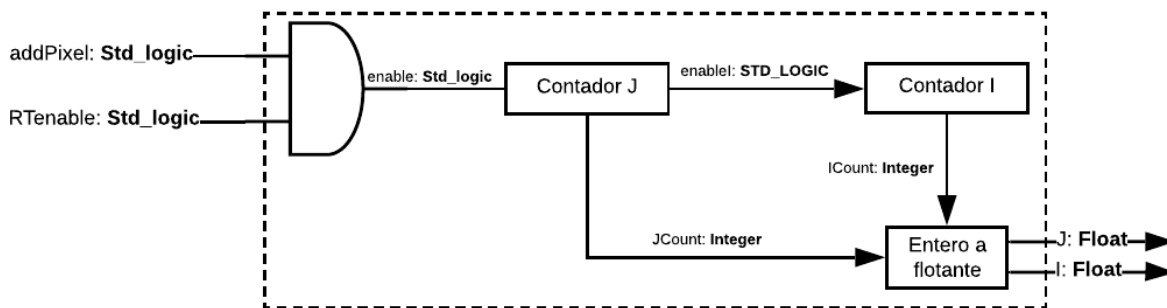 addPixel: Std_logic
RTenable: Std_logic
enable: Std_logic
Contador J
enableI: STD_LOGIC
Contador I
ICount: Integer
JCount: Integer
Entero a
flotante
J: Float
I: Float